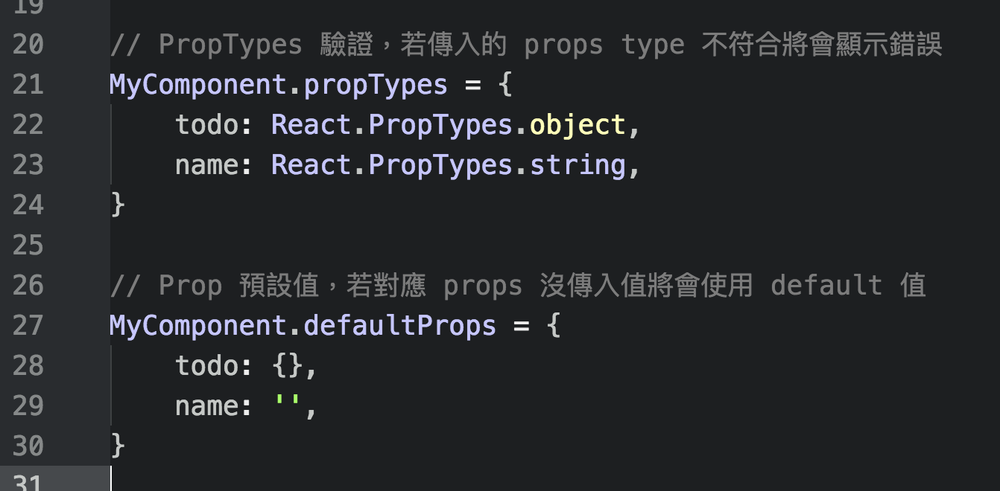 19
20 // PropTypes 驗證，若傳入的 props type 不符合將會顯示錯誤
21 MyComponent.propTypes = {
22     todo: React.PropTypes.object,
23     name: React.PropTypes.string,
24 }
25
26 // Prop 預設值，若對應 props 沒傳入值將會使用 default 值
27 MyComponent.defaultProps = {
28     todo: {},
29     name: '',
30 }
31